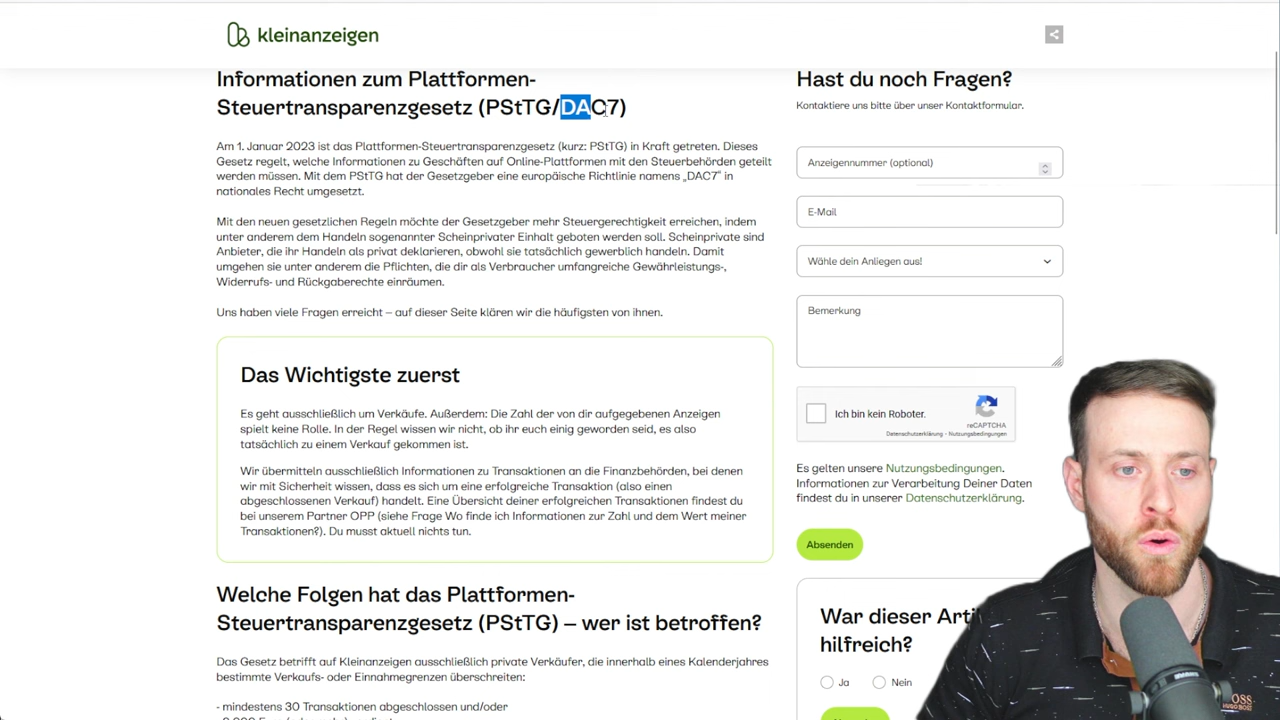 kleinanzeigen
Informationen zum Plattformen-
Steuertransparenzgesetz (PStTG/DAC7)
Am 1. Januar 2023 ist das Plattformen-Steuertransparenzgesetz (kurz: PStTG) in Kraft getreten. Dieses
Gesetz regelt, welche Informationen zu Geschäften auf Online-Plattformen mit den Steuerbehörden geteilt
werden müssen. Mit dem PStTG hat der Gesetzgeber eine europäische Richtlinie namens „DAC7" in
nationales Recht umgesetzt.
Mit den neuen gesetzlichen Regeln möchte der Gesetzgeber mehr Steuergerechtigkeit erreichen, indem
unter anderem dem Handeln sogenannter Scheinprivater Einhalt geboten werden soll. Scheinprivate sind
Anbieter, die ihr Handeln als privat deklarieren, obwohl sie tatsächlich gewerblich handeln. Damit
umgehen sie unter anderem die Pflichten, die dir als Verbraucher umfangreiche Gewährleistungs-,
Widerrufs- und Rückgaberechte einräumen.
Uns haben viele Fragen erreicht – auf dieser Seite klären wir die häufigsten von ihnen.
Das Wichtigste zuerst
Es geht ausschließlich um Verkäufe. Außerdem: Die Zahl der von dir aufgegebenen Anzeigen
spielt keine Rolle. In der Regel wissen wir nicht, ob ihr euch einig geworden seid, es also
tatsächlich zu einem Verkauf gekommen ist.
Wir übermitteln ausschließlich Informationen zu Transaktionen an die Finanzbehörden, bei denen
wir mit Sicherheit wissen, dass es sich um eine erfolgreiche Transaktion (also einen
abgeschlossenen Verkauf) handelt. Eine Übersicht deiner erfolgreichen Transaktionen findest du
bei unserem Partner OPP (siehe Frage Wo finde ich Informationen zur Zahl und dem Wert meiner
Transaktionen?). Du musst aktuell nichts tun.
Welche Folgen hat das Plattformen-
Steuertransparenzgesetz (PStTG) – wer ist betroffen?
Das Gesetz betrifft auf Kleinanzeigen ausschließlich private Verkäufer, die innerhalb eines Kalenderjahres
bestimmte Verkaufs- oder Einnahmegrenzen überschreiten:
- mindestens 30 Transaktionen abgeschlossen und/oder
Hast du noch Fragen?
Kontaktiere uns bitte über unser Kontaktformular.
Anzeigennummer (optional)
E-Mail
Wähle dein Anliegen aus!
Bemerkung
Ich bin kein Roboter.
reCAPTCHA
Datenschutzerklärung - Nutzungsbedingungen
Es gelten unsere Nutzungsbedingungen.
Informationen zur Verarbeitung Deiner Daten
findest du in unserer Datenschutzerklärung.
Absenden
War dieser Arti
hilfreich?
Ja
Nein
BOSS
HUGO BOSS